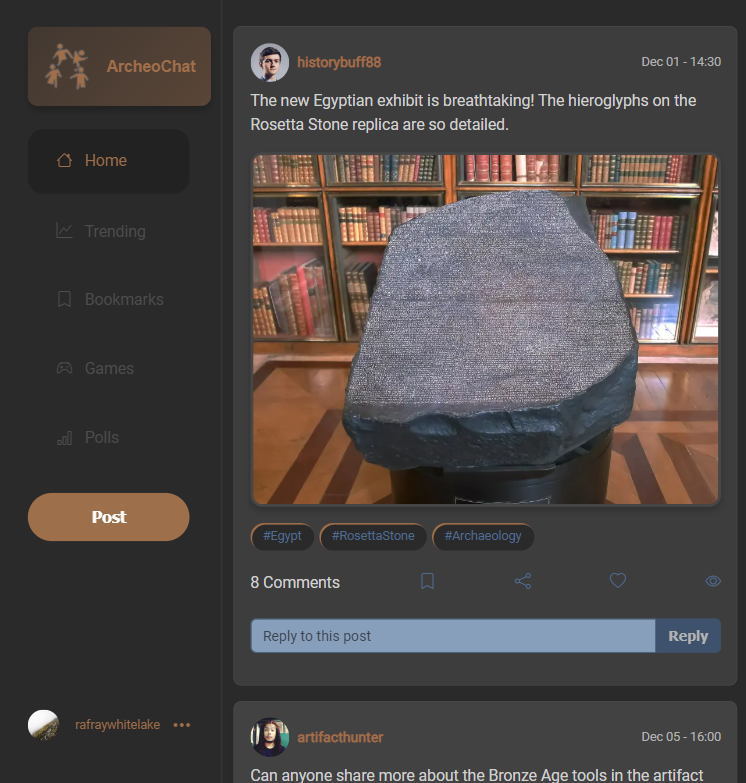 ArcheoChat
Home
Trending
Bookmarks
Games
Polls
Post
rafraywhitelake
historybuff88
Dec 01 - 14:30
The new Egyptian exhibit is breathtaking! The hieroglyphs on the
Rosetta Stone replica are so detailed.
#Egypt
#RosettaStone
#Archaeology
8 Comments
Reply to this post
Reply
artifacthunter
Dec 05 - 16:00
Can anyone share more about the Bronze Age tools in the artifact